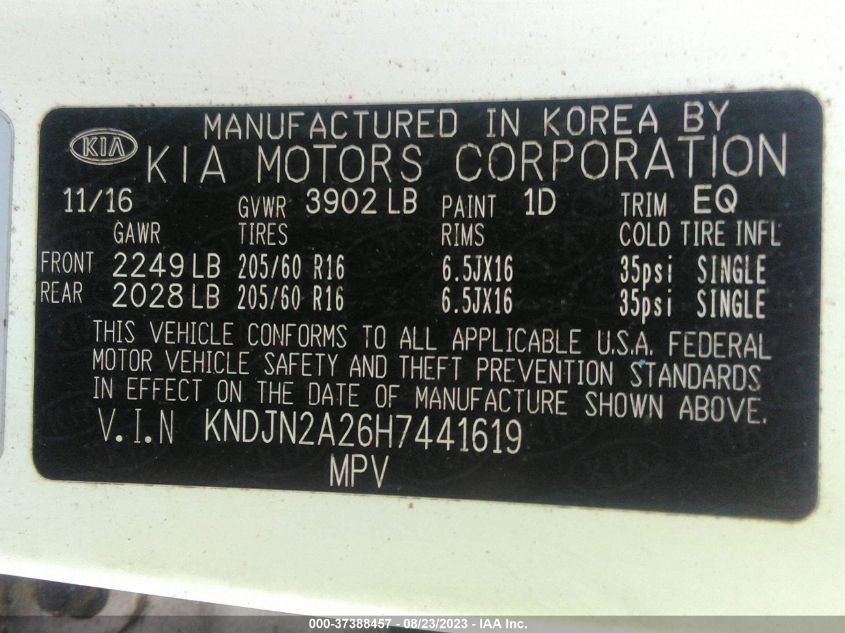 MANUFACTURED IN KOREA BY
KIA KIA MOTORS CORPORATION
11/16 GVWR 3902 LB PAINT 1D TRIM EQ
GAWR TIRES RIMS COLD TIRE INFL
FRONT 2249 LB 205/60 R16 6.5JX16 35psi SINGLE
REAR 2028 LB 205/60 R16 6.5JX16 35psi SINGLE
THIS VEHICLE CONFORMS TO ALL APPLICABLE U.S.A. FEDERAL
MOTOR VEHICLE SAFETY AND THEFT PREVENTION STANDARDS
IN EFFECT ON THE DATE OF MANUFACTURE SHOWN ABOVE.
V.I.N KNDJN2A26H7441619
MPV
000-37388457 - 08/23/2023 - IAA Inc.